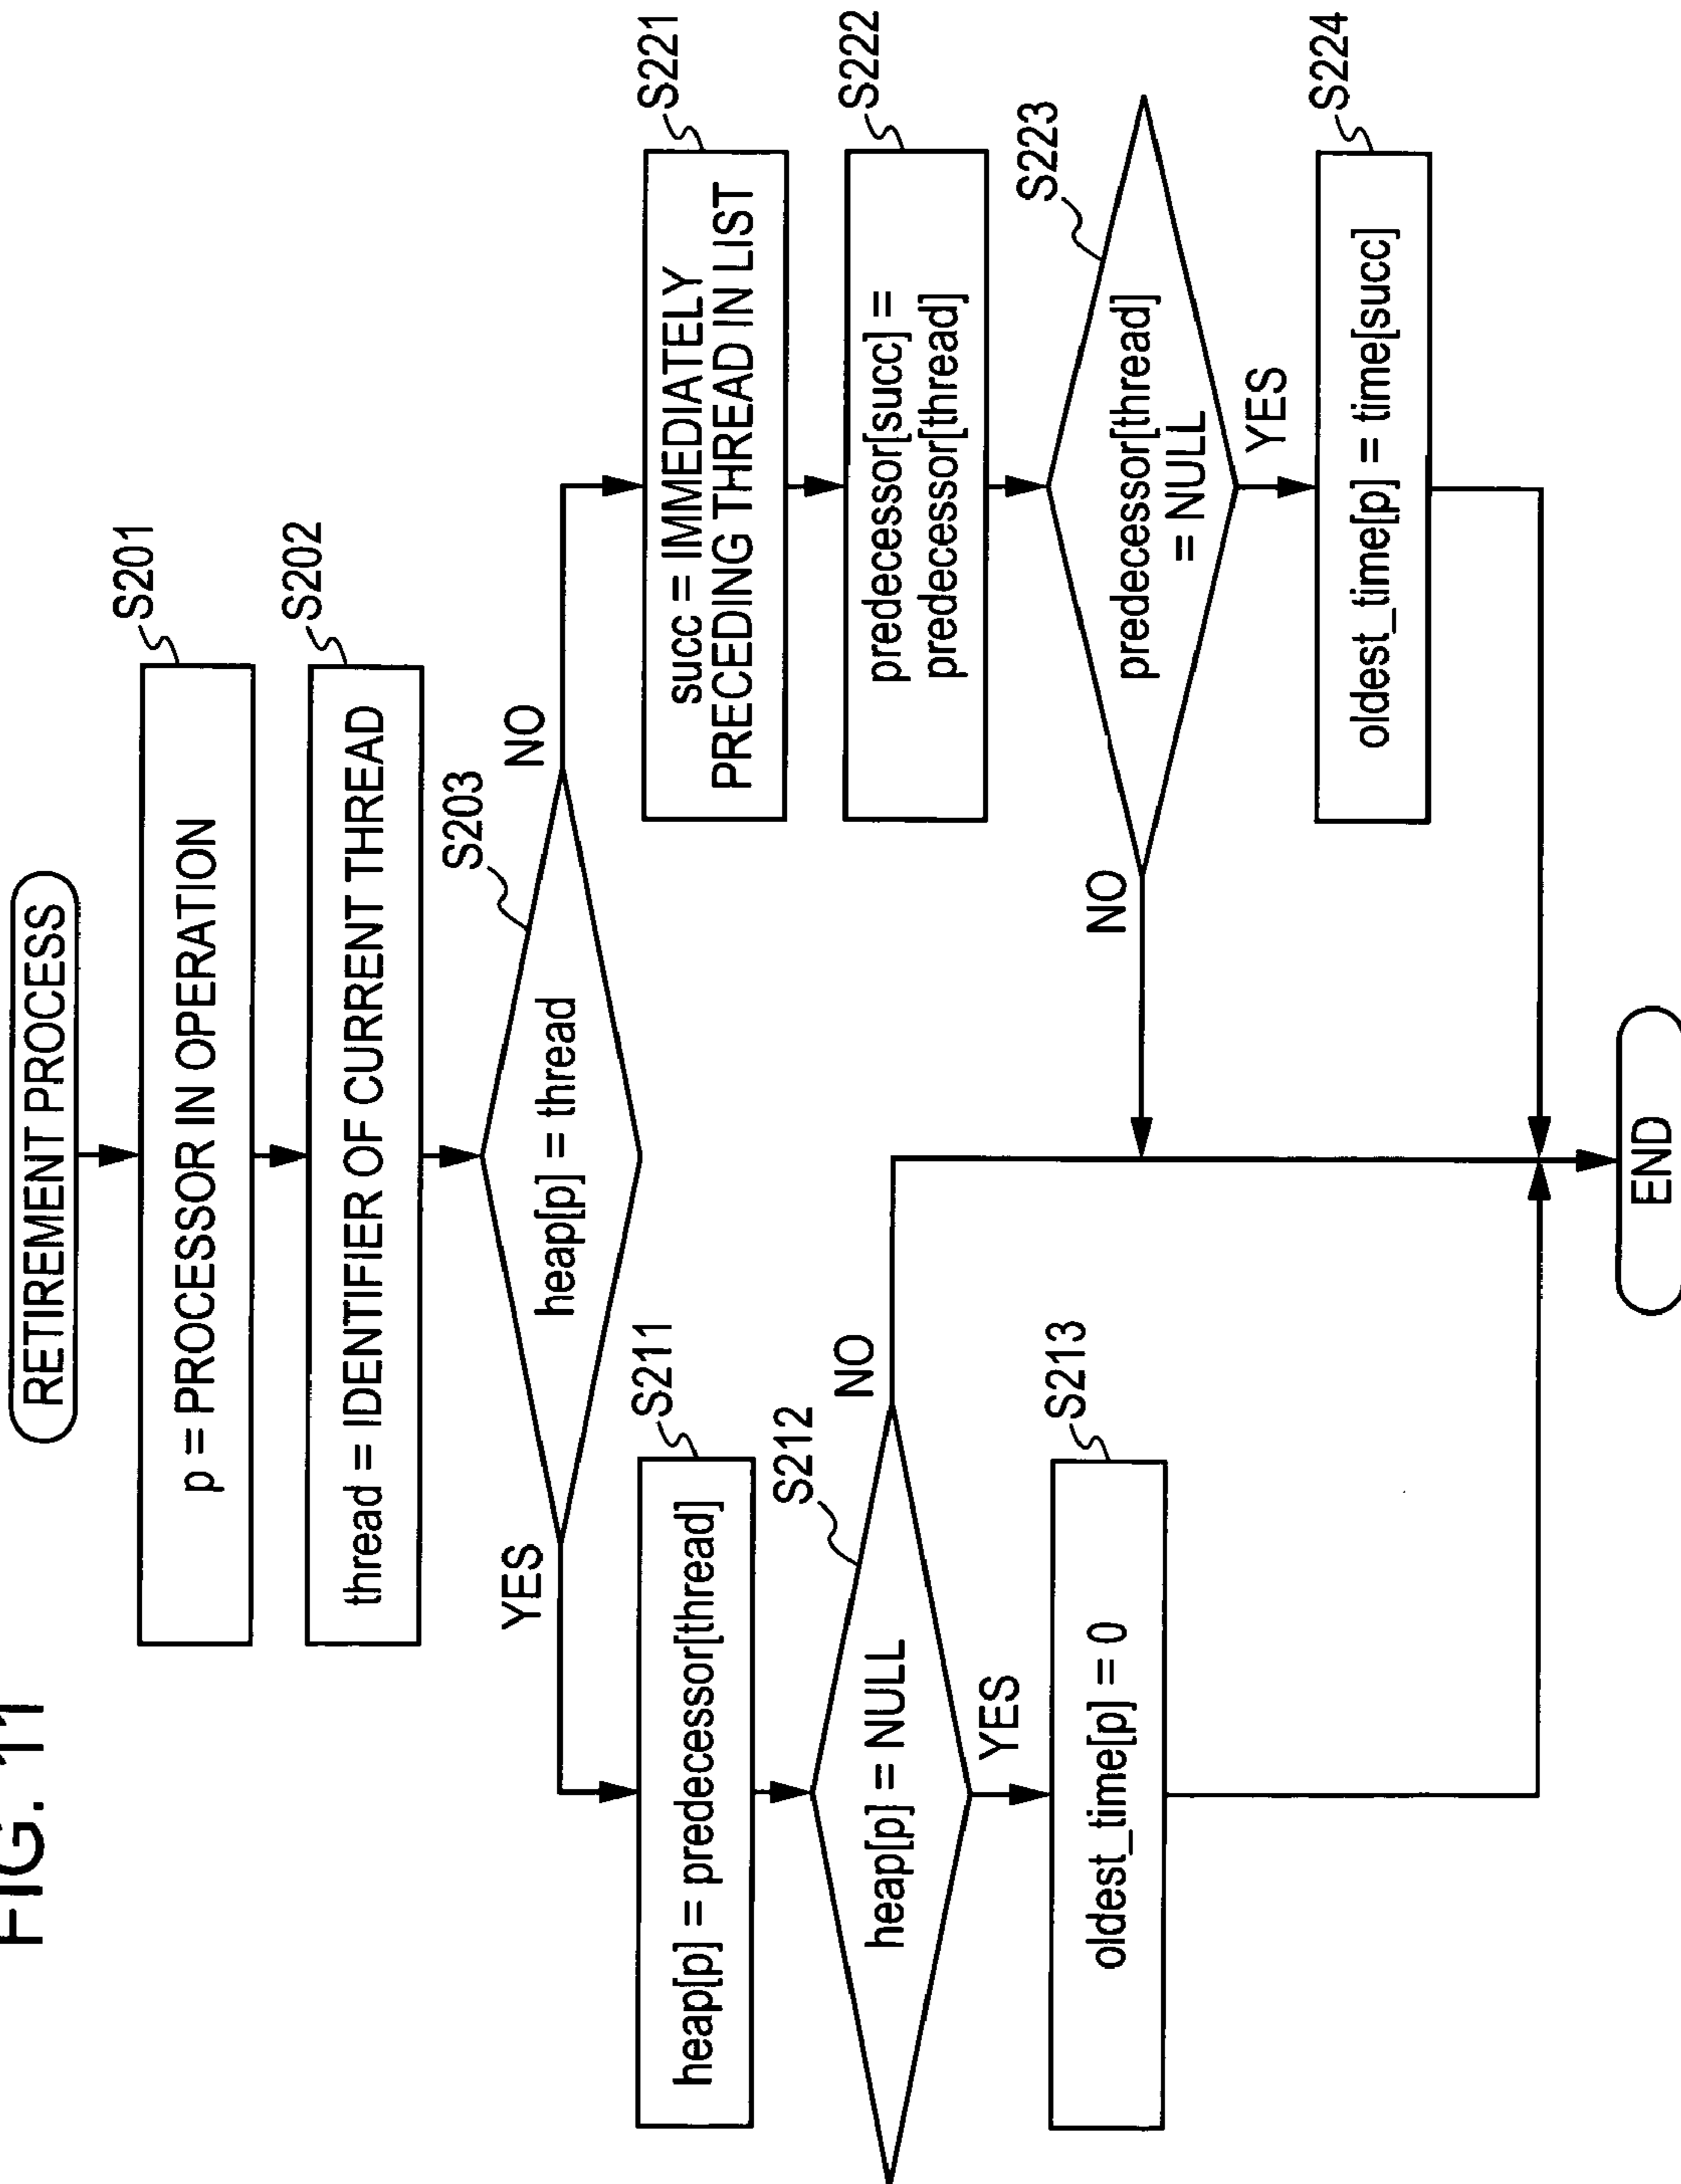 FIG. 11
RETIREMENT PROCESS
S201
p = PROCESSOR IN OPERATION
S202
thread = IDENTIFIER OF CURRENT THREAD
S203
heap[p] = thread
YES
NO
S211
heap[p] = predecessor[thread]
S212
heap[p] = NULL
NO
YES
S213
oldest_time[p] = 0
S221
succ = IMMEDIATELY
PRECEDING THREAD IN LIST
S222
predecessor[succ] =
predecessor[thread]
S223
predecessor[thread]
= NULL
NO
YES
S224
oldest_time[p] = time[succ]
END